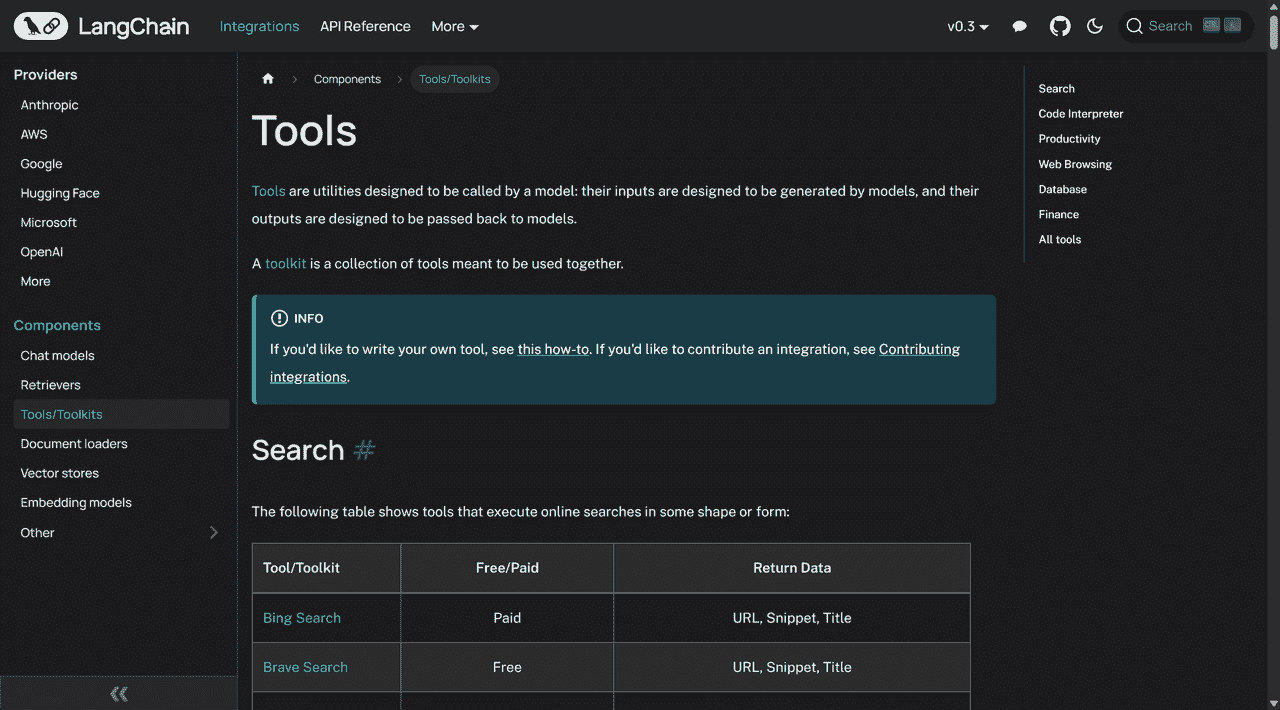 LangChain
Integrations
API Reference
More
v0.3
Search
Providers
Anthropic
AWS
Google
Hugging Face
Microsoft
OpenAI
More
Components
Chat models
Retrievers
Tools/Toolkits
Document loaders
Vector stores
Embedding models
Other
Components
Tools/Toolkits
Tools
Tools are utilities designed to be called by a model: their inputs are designed to be generated by models, and their
outputs are designed to be passed back to models.
A toolkit is a collection of tools meant to be used together.
INFO
If you'd like to write your own tool, see this how-to. If you'd like to contribute an integration, see Contributing
integrations.
Search #
The following table shows tools that execute online searches in some shape or form:
Tool/Toolkit Free/Paid Return Data
Bing Search Paid URL, Snippet, Title
Brave Search Free URL, Snippet, Title
Search
Code Interpreter
Productivity
Web Browsing
Database
Finance
All tools